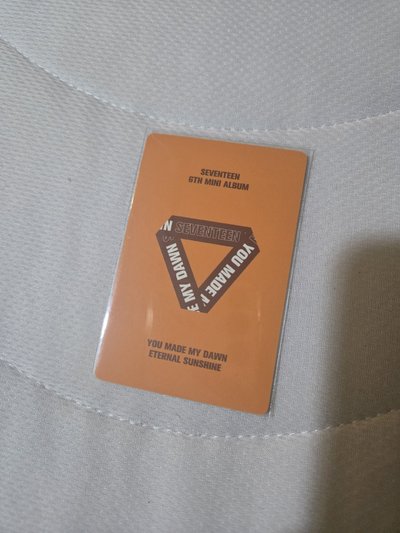 SEVENTEEN
6TH MINI ALBUM
SEVENTEEN
YOU MADE
E MY DAWN
N
YOU MADE MY DAWN
ETERNAL SUNSHINE